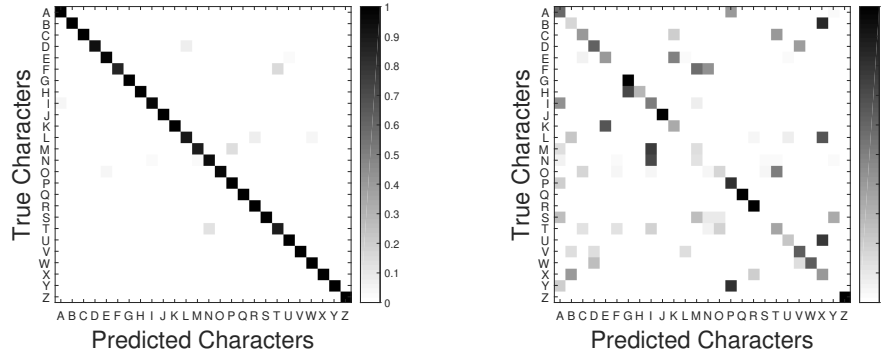 A
B
C
D
E
F
G
H
I
J
K
L
M
N
O
P
Q
R
S
T
U
V
W
X
Y
Z
True Characters
A B C D E F G H I J K L M N O P Q R S T U V W X Y Z
Predicted Characters
1
0.9
0.8
0.7
0.6
0.5
0.4
0.3
0.2
0.1
0
A
B
C
D
E
F
G
H
I
J
K
L
M
N
O
P
Q
R
S
T
U
V
W
X
Y
Z
True Characters
A B C D E F G H I J K L M N O P Q R S T U V W X Y Z
Predicted Characters